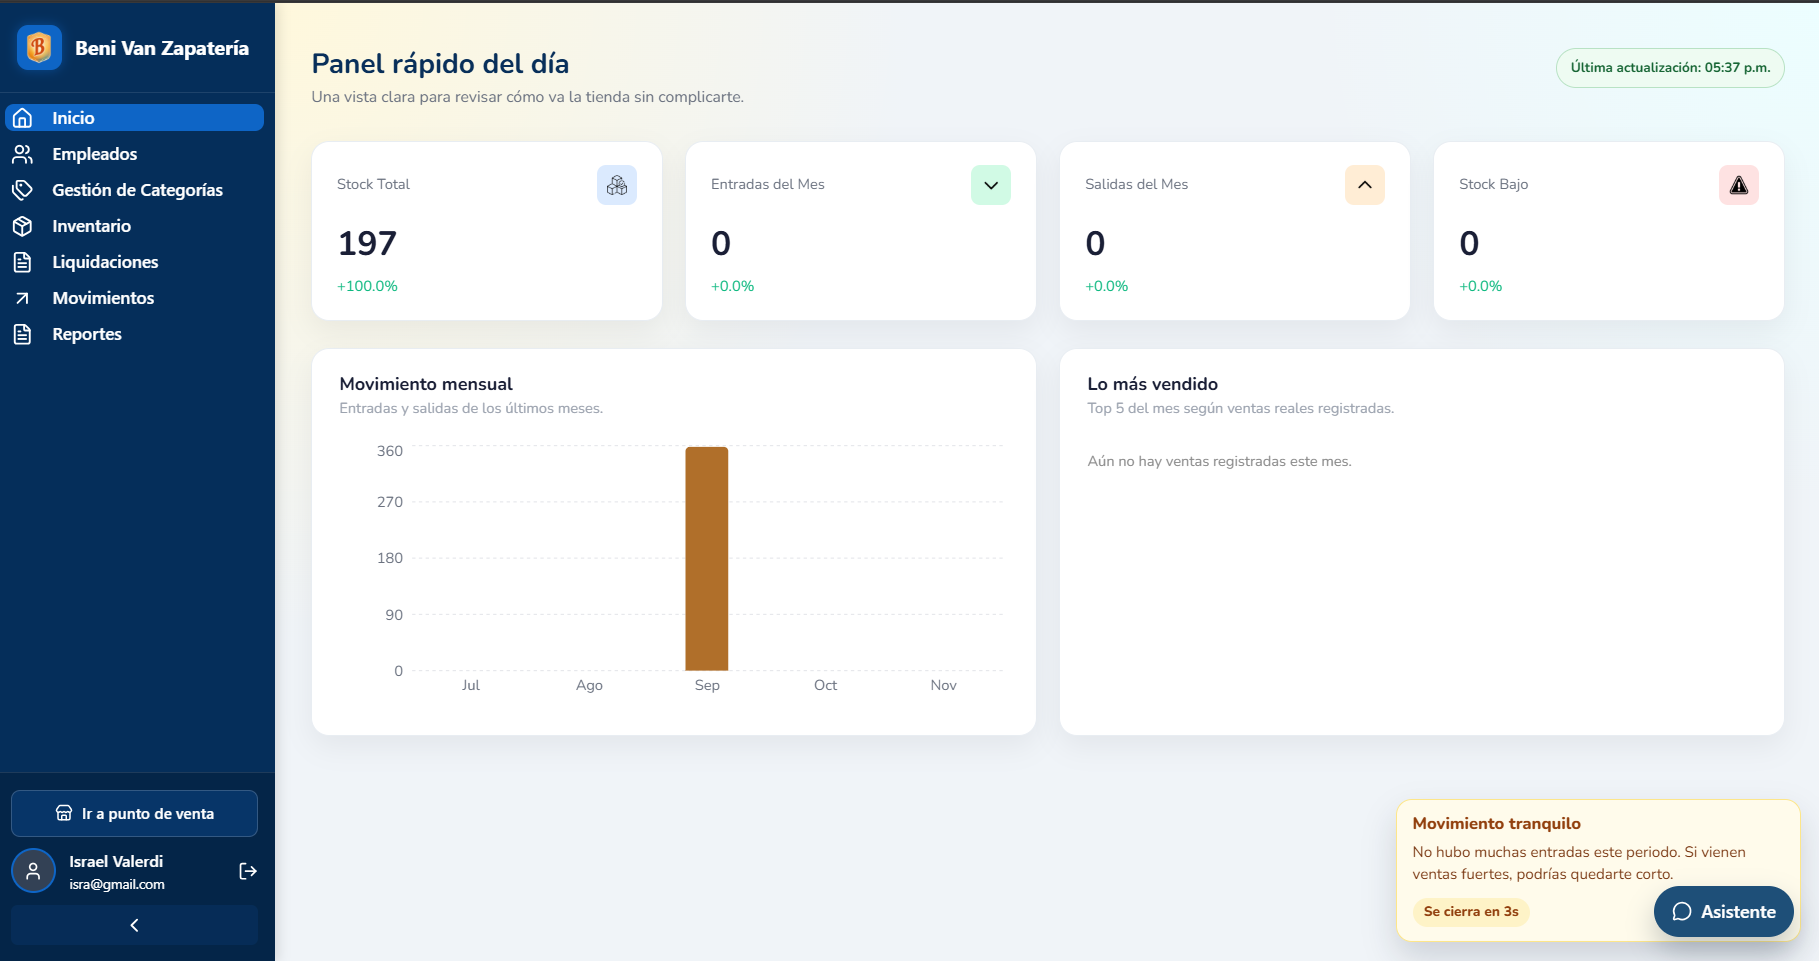 B
Beni Van Zapatería
Inicio
Empleados
Gestión de Categorías
Inventario
Liquidaciones
Movimientos
Reportes
Ir a punto de venta
Israel Valerdi
isra@gmail.com
Panel rápido del día
Una vista clara para revisar cómo va la tienda sin complicarte.
Última actualización: 05:37 p.m.
Stock Total
197
+100.0%
Entradas del Mes
0
+0.0%
Salidas del Mes
0
+0.0%
Stock Bajo
0
+0.0%
Movimiento mensual
Entradas y salidas de los últimos meses.
360
270
180
90
0
Jul Ago Sep Oct Nov
Lo más vendido
Top 5 del mes según ventas reales registradas.
Aún no hay ventas registradas este mes.
Movimiento tranquilo
No hubo muchas entradas este periodo. Si vienen
ventas fuertes, podrías quedarte corto.
Se cierra en 3s
Asistente